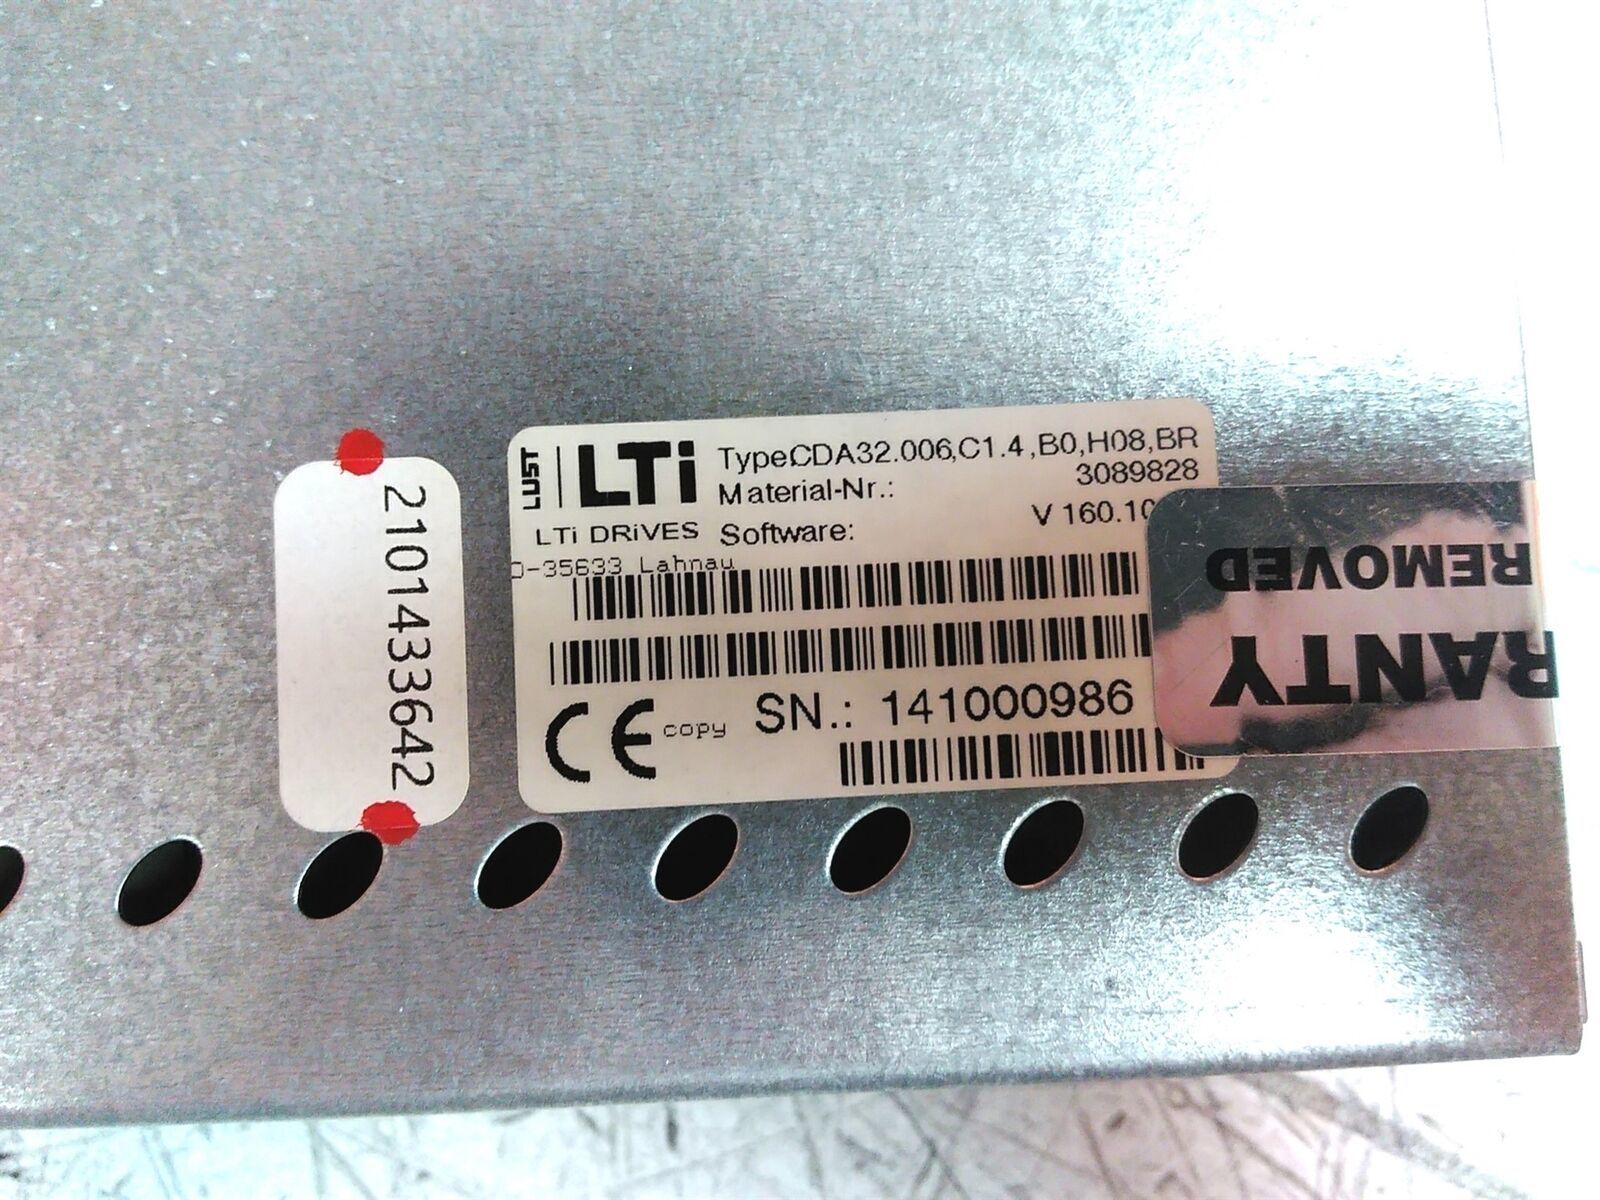 2101433642
LUST
LTi
LTi DRiVES
D-35633 Lahnau
Type:CDA32.006,C1.4,B0,H08,BR
Material-Nr.: 3089828
Software: V 160.10
CE copy SN.: 141000986
RANTY
REMOVED